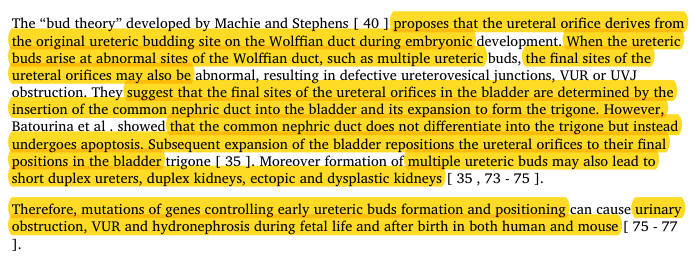 The “bud theory” developed by Machie and Stephens [ 40 ] proposes that the ureteral orifice derives from
the original ureteric budding site on the Wolffian duct during embryonic development. When the ureteric
buds arise at abnormal sites of the Wolffian duct, such as multiple ureteric buds, the final sites of the
ureteral orifices may also be abnormal, resulting in defective ureterovesical junctions, VUR or UVJ
obstruction. They suggest that the final sites of the ureteral orifices in the bladder are determined by the
insertion of the common nephric duct into the bladder and its expansion to form the trigone. However,
Batourina et al . showed that the common nephric duct does not differentiate into the trigone but instead
undergoes apoptosis. Subsequent expansion of the bladder repositions the ureteral orifices to their final
positions in the bladder trigone [ 35 ]. Moreover formation of multiple ureteric buds may also lead to
short duplex ureters, duplex kidneys, ectopic and dysplastic kidneys [ 35 , 73 - 75 ].
Therefore, mutations of genes controlling early ureteric buds formation and positioning can cause urinary
obstruction, VUR and hydronephrosis during fetal life and after birth in both human and mouse [ 75 - 77
].